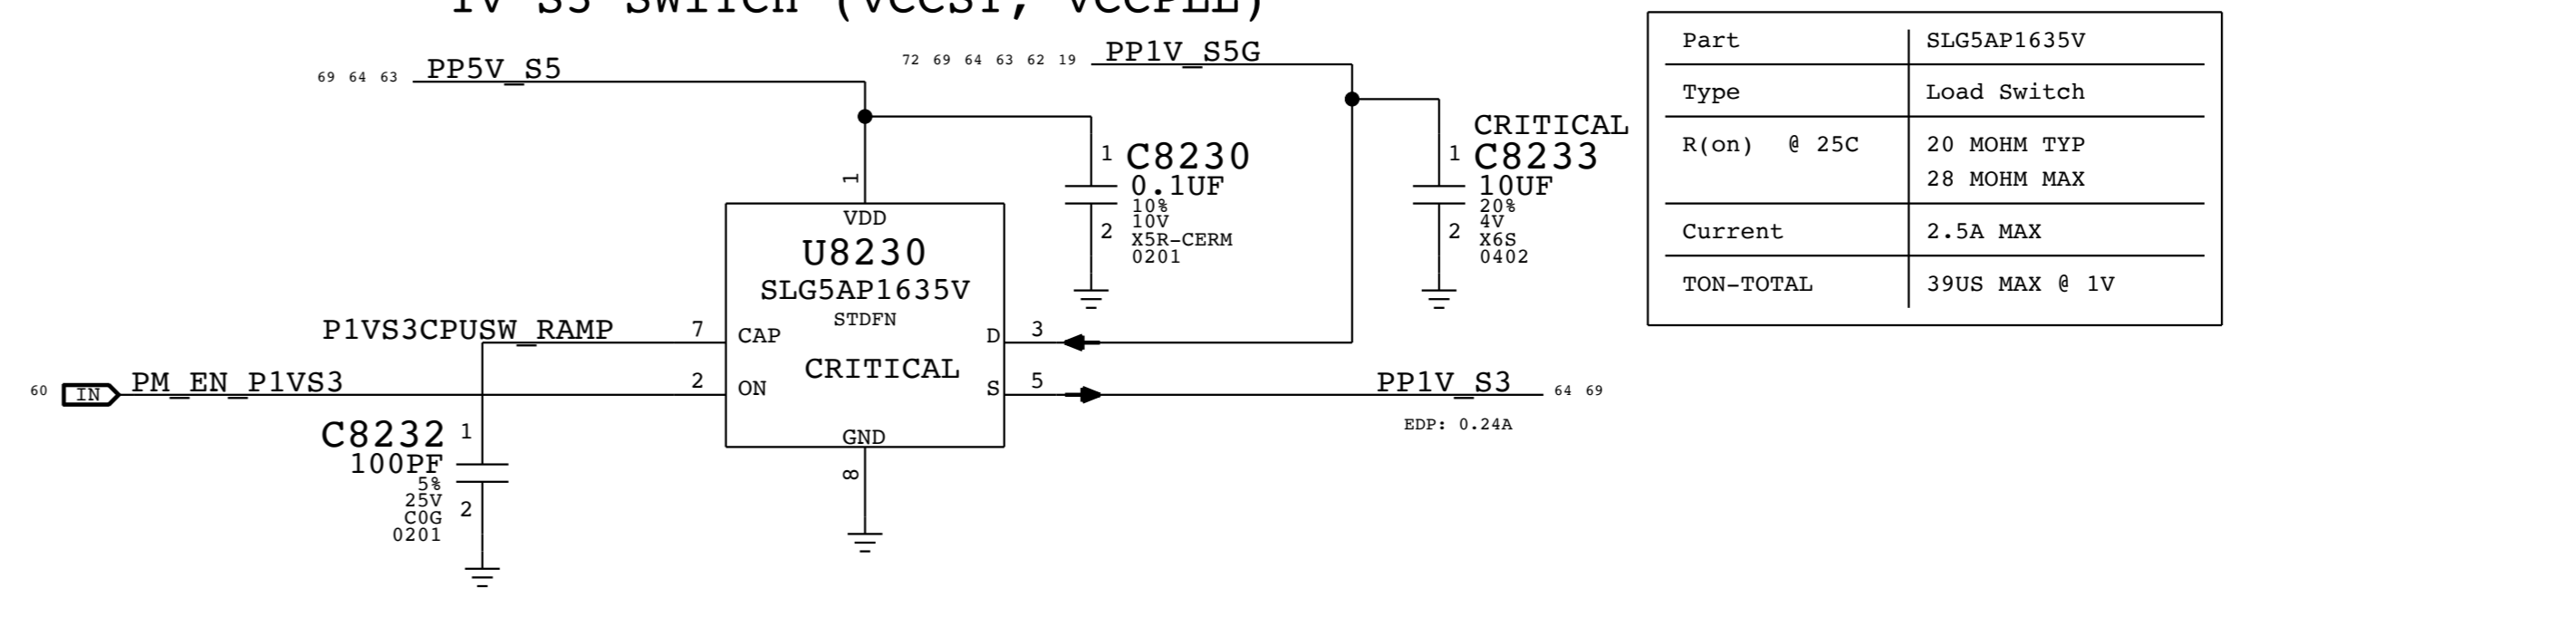 1V S3 SWITCH (VCCST, VCCPLL)
69 64 63 PP5V_S5
72 69 64 63 62 19 PP1V_S5G
1
VDD
U8230
SLG5AP1635V
STDFN
CRITICAL
7 CAP
2 ON
D 3
S 5
GND
8
1 C8230
0.1UF
10%
10V
2 X5R-CERM
0201
CRITICAL
1 C8233
10UF
20%
4V
2 X6S
0402
P1VS3CPUSW_RAMP
60 IN PM_EN_P1VS3
C8232 1
100PF
5%
25V
C0G 2
0201
PP1V_S3 64 69
EDP: 0.24A
Part SLG5AP1635V
Type Load Switch
R(on) @ 25C 20 MOHM TYP
28 MOHM MAX
Current 2.5A MAX
TON-TOTAL 39US MAX @ 1V